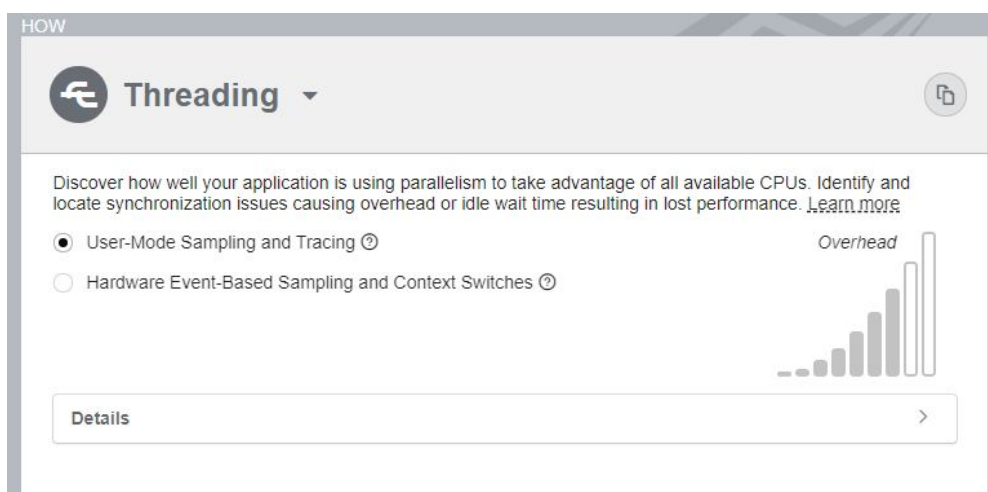 HOW
Threading
Discover how well your application is using parallelism to take advantage of all available CPUs. Identify and
locate synchronization issues causing overhead or idle wait time resulting in lost performance. Learn more
User-Mode Sampling and Tracing
Overhead
Hardware Event-Based Sampling and Context Switches
Details